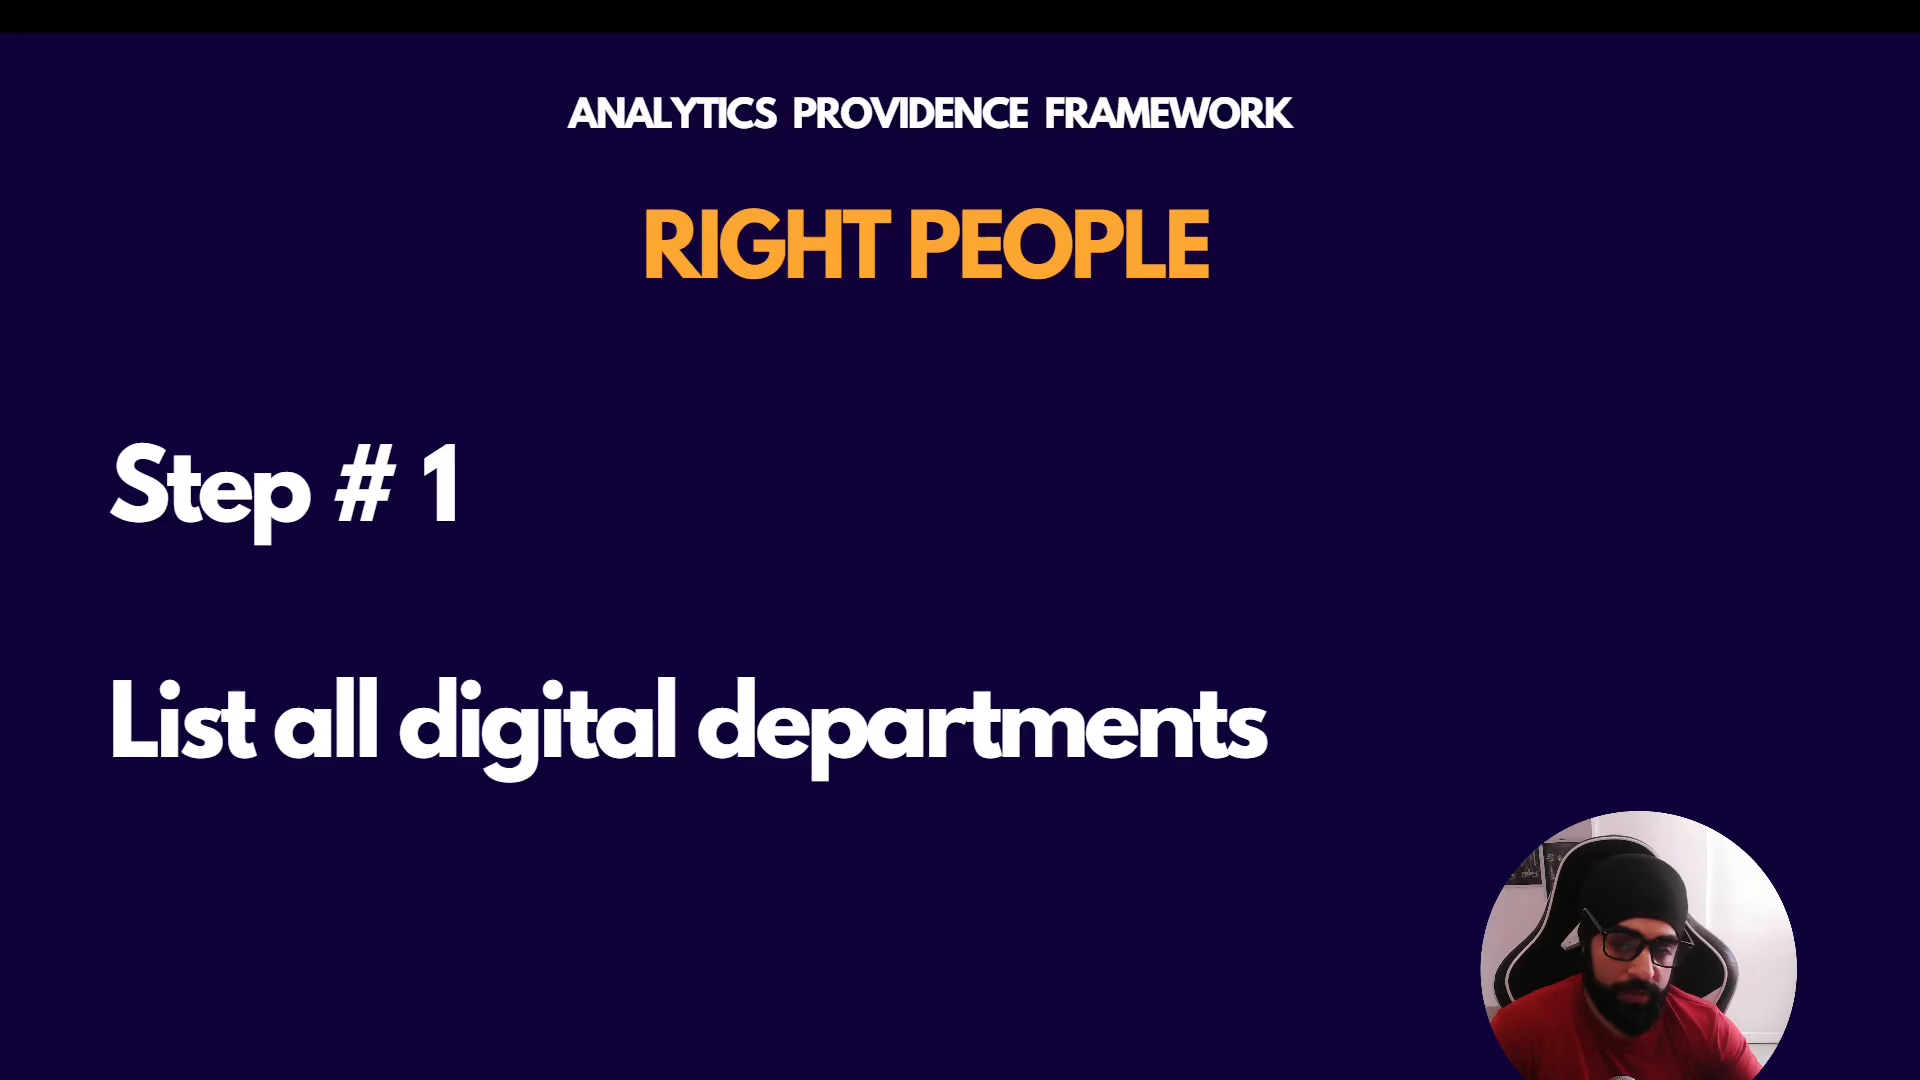 ANALYTICS PROVIDENCE FRAMEWORK
RIGHT PEOPLE
Step # 1
List all digital departments